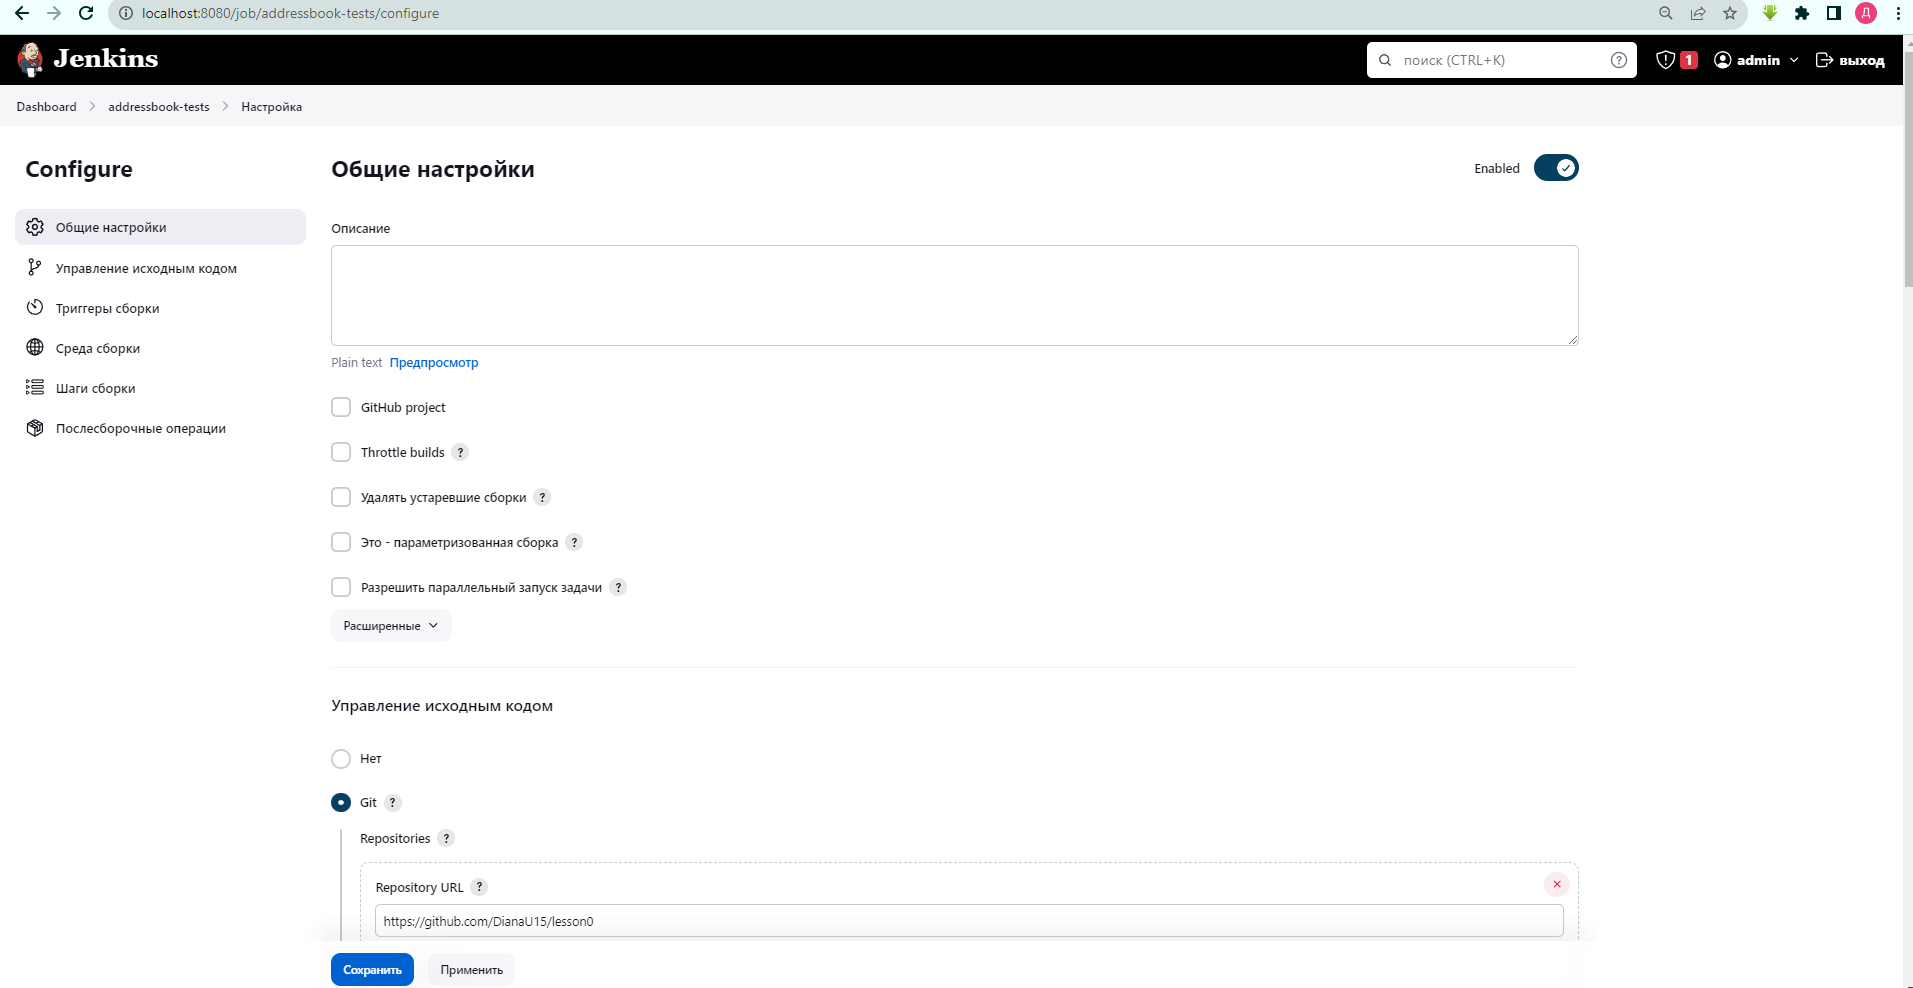 localhost:8080/job/addressbook-tests/configure
Д
Jenkins
поиск (CTRL+K)
?
1
admin
выход
Dashboard
addressbook-tests
Настройка
Configure
Общие настройки
Управление исходным кодом
Триггеры сборки
Среда сборки
Шаги сборки
Послесборочные операции
Общие настройки
Enabled
Описание
Plain text Предпросмотр
GitHub project
Throttle builds ?
Удалять устаревшие сборки ?
Это - параметризованная сборка ?
Разрешить параллельный запуск задачи ?
Расширенные
Управление исходным кодом
Нет
Git ?
Repositories ?
Repository URL ?
https://github.com/DianaU15/lesson0
Сохранить
Применить